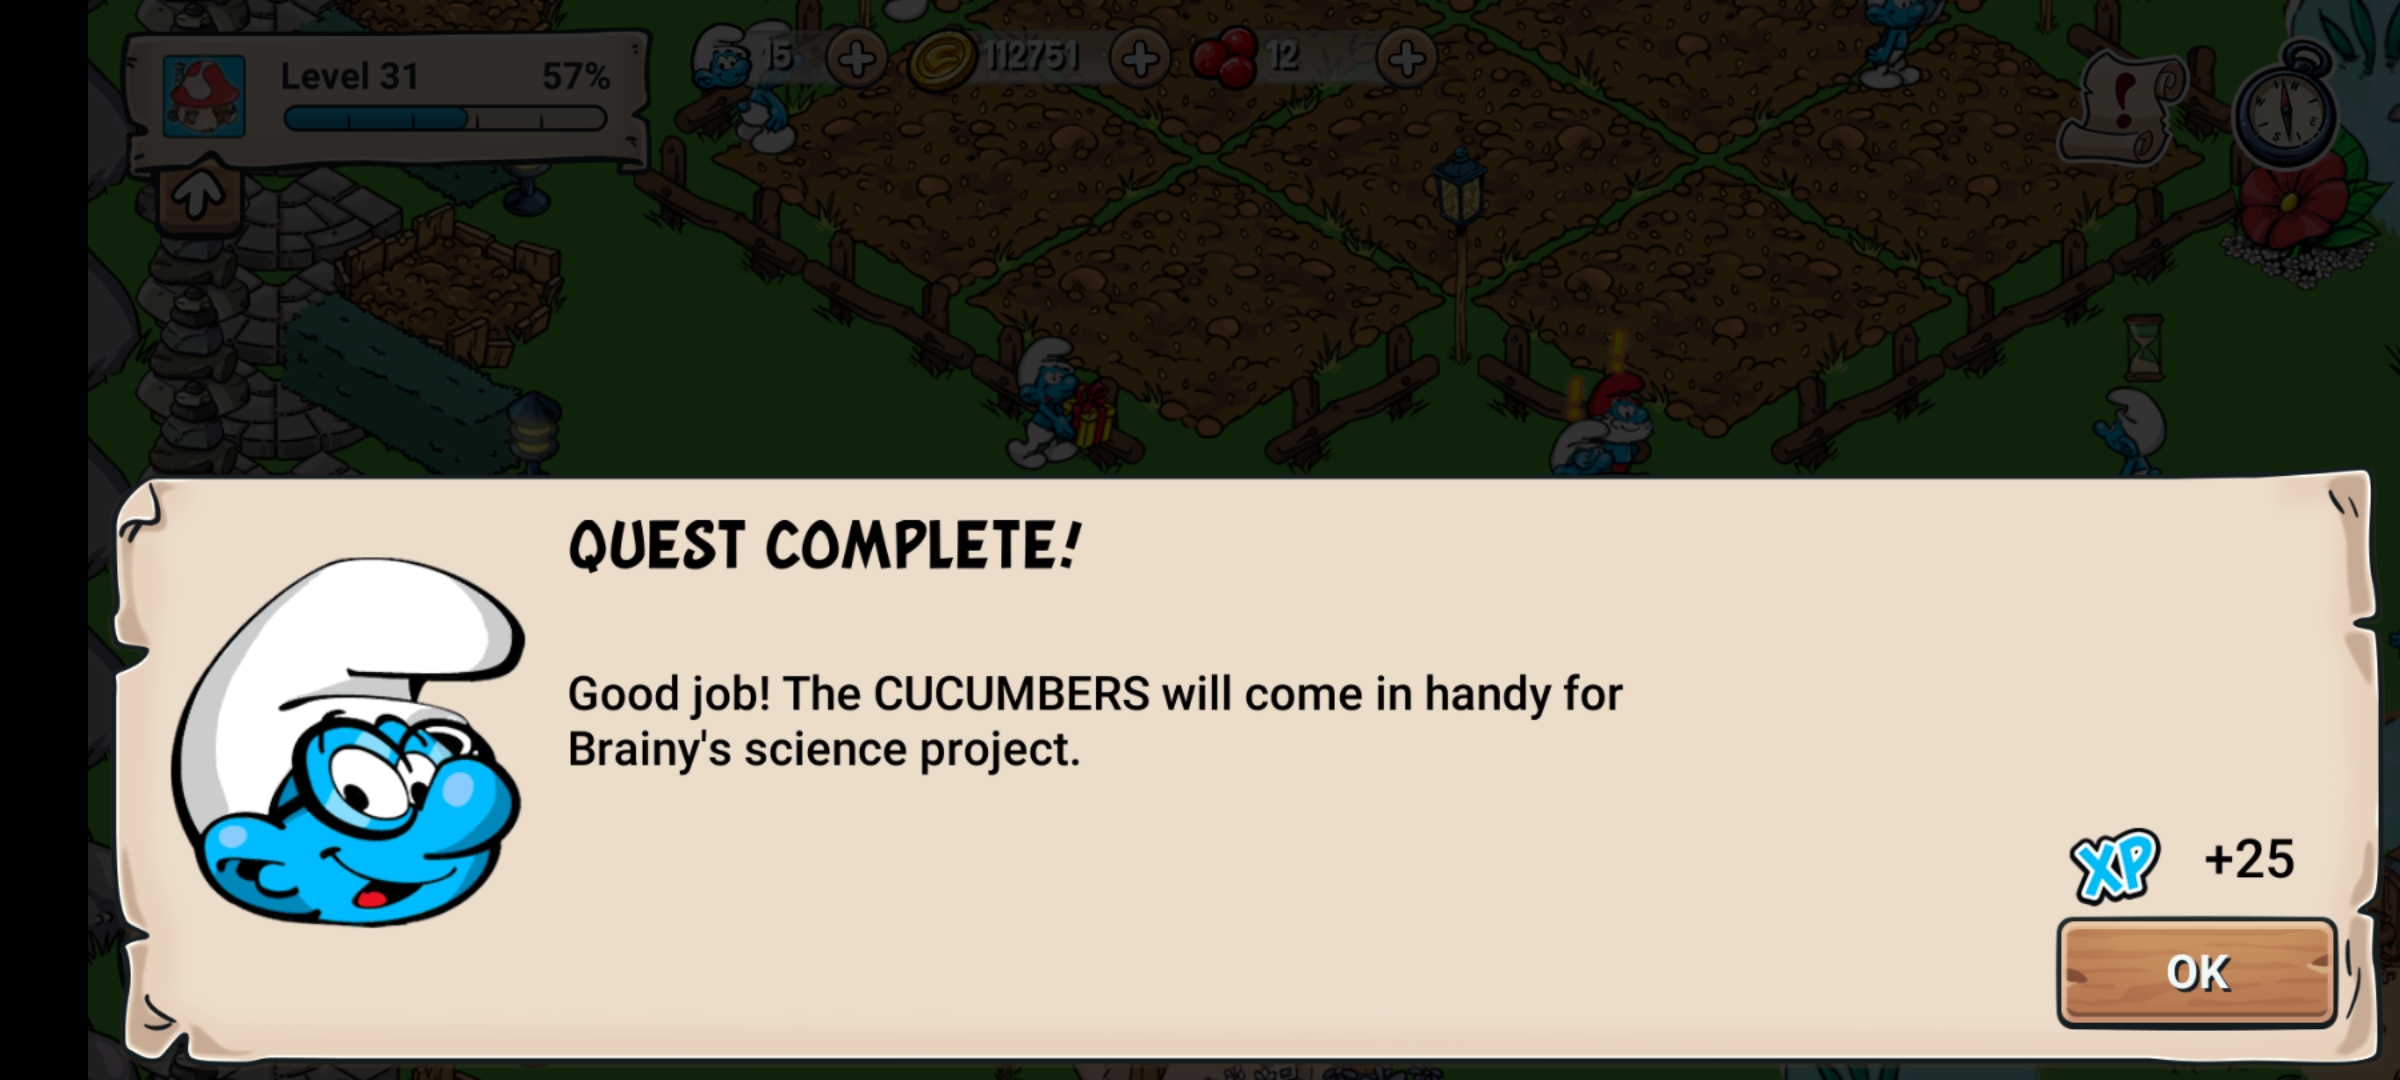 Level 31 57%
15
112751
12
QUEST COMPLETE!
Good job! The CUCUMBERS will come in handy for
Brainy's science project.
XP +25
OK